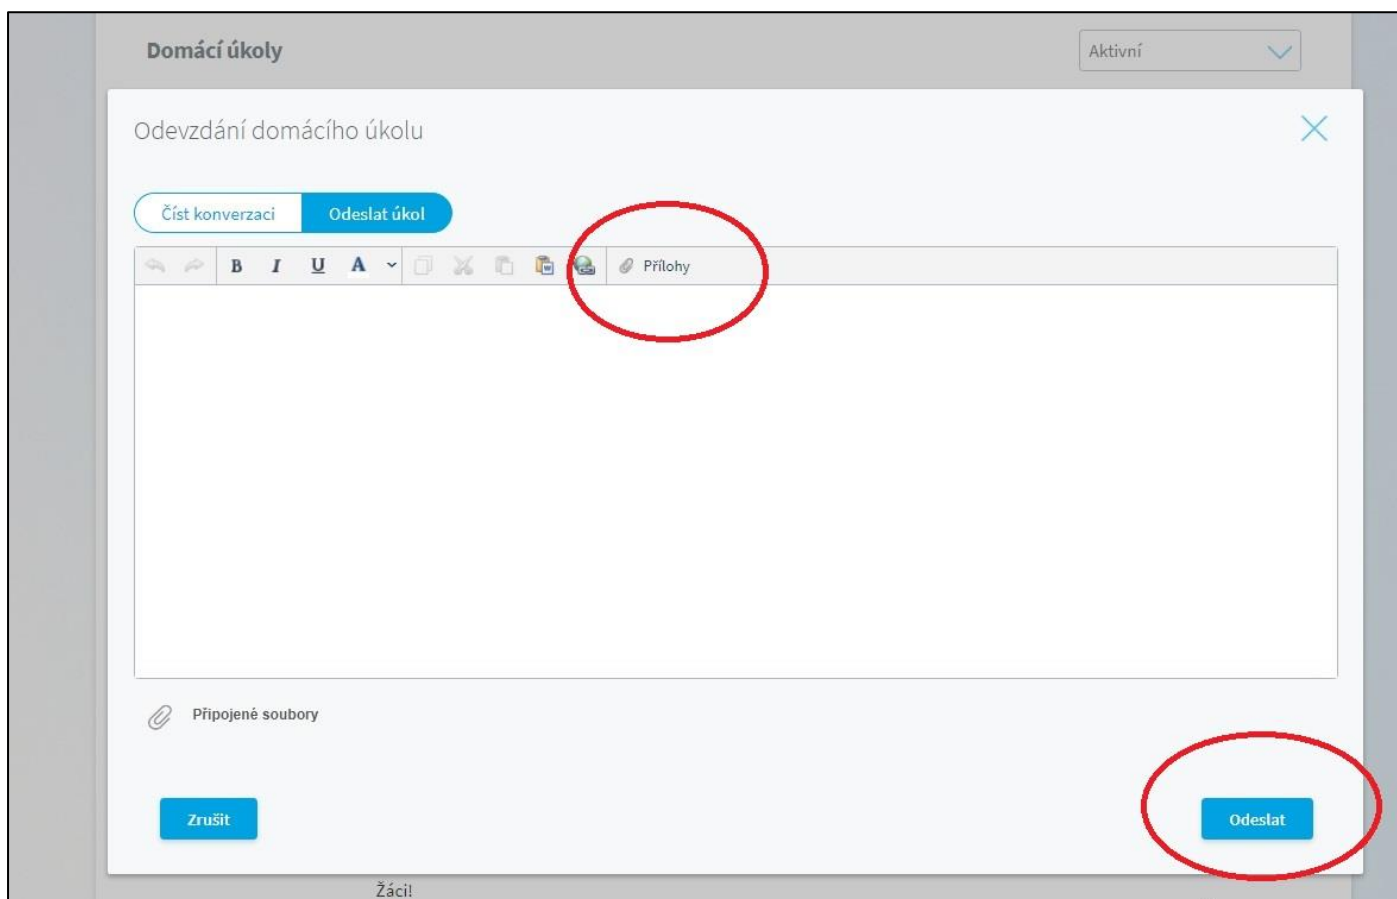 Domácí úkoly
Aktivní
Odevzdání domácího úkolu
Číst konverzaci
Odeslat úkol
B I U A
Přílohy
Připojené soubory
Zrušit
Odeslat
Žáci!